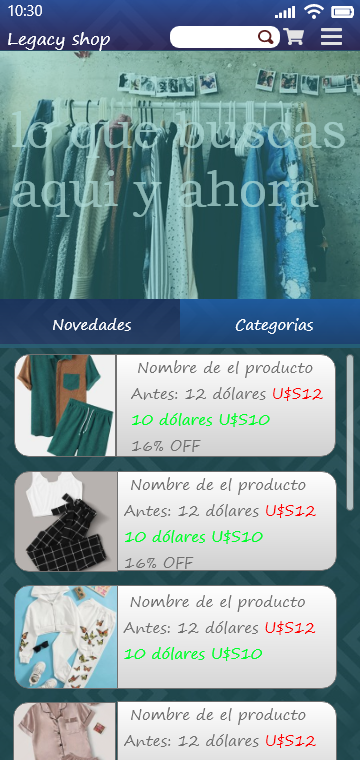 10:30
Legacy shop
lo que buscas
aqui y ahora
Novedades
Categorias
Nombre de el producto
Antes: 12 dólares U$S12
10 dólares U$S10
16% OFF
Nombre de el producto
Antes: 12 dólares U$S12
10 dólares U$S10
16% OFF
Nombre de el producto
Antes: 12 dólares U$S12
10 dólares U$S10
Nombre de el producto
Antes: 12 dólares U$S12